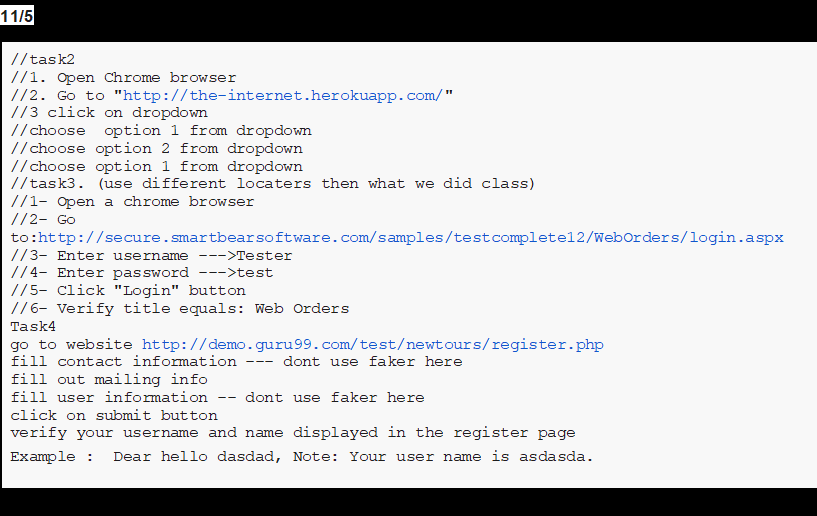 11/5
//task2
//1. Open Chrome browser
//2. Go to "http://the-internet.herokuapp.com/"
//3 click on dropdown
//choose  option 1 from dropdown
//choose option 2 from dropdown
//choose option 1 from dropdown
//task3. (use different locaters then what we did class)
//1- Open a chrome browser
//2- Go
to:http://secure.smartbearsoftware.com/samples/testcomplete12/WebOrders/login.aspx
//3- Enter username --->Tester
//4- Enter password --->test
//5- Click "Login" button
//6- Verify title equals: Web Orders
Task4
go to website http://demo.guru99.com/test/newtours/register.php
fill contact information --- dont use faker here
fill out mailing info
fill user information -- dont use faker here
click on submit button
verify your username and name displayed in the register page
Example :  Dear hello dasdad, Note: Your user name is asdasda.